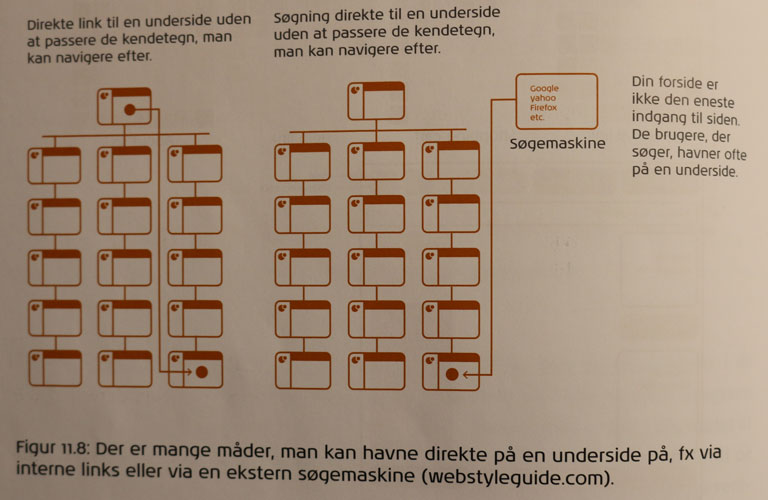 Direkte link til en underside uden
at passere de kendetegn, man
kan navigere efter.
Søgning direkte til en underside
uden at passere de kendetegn,
man kan navigere efter.
Google
yahoo
Firefox
etc.
Søgemaskine
Din forside er
ikke den eneste
indgang til siden.
De brugere, der
søger, havner ofte
på en underside.
Figur 11.8: Der er mange måder, man kan havne direkte på en underside på, fx via
interne links eller via en ekstern søgemaskine (webstyleguide.com).